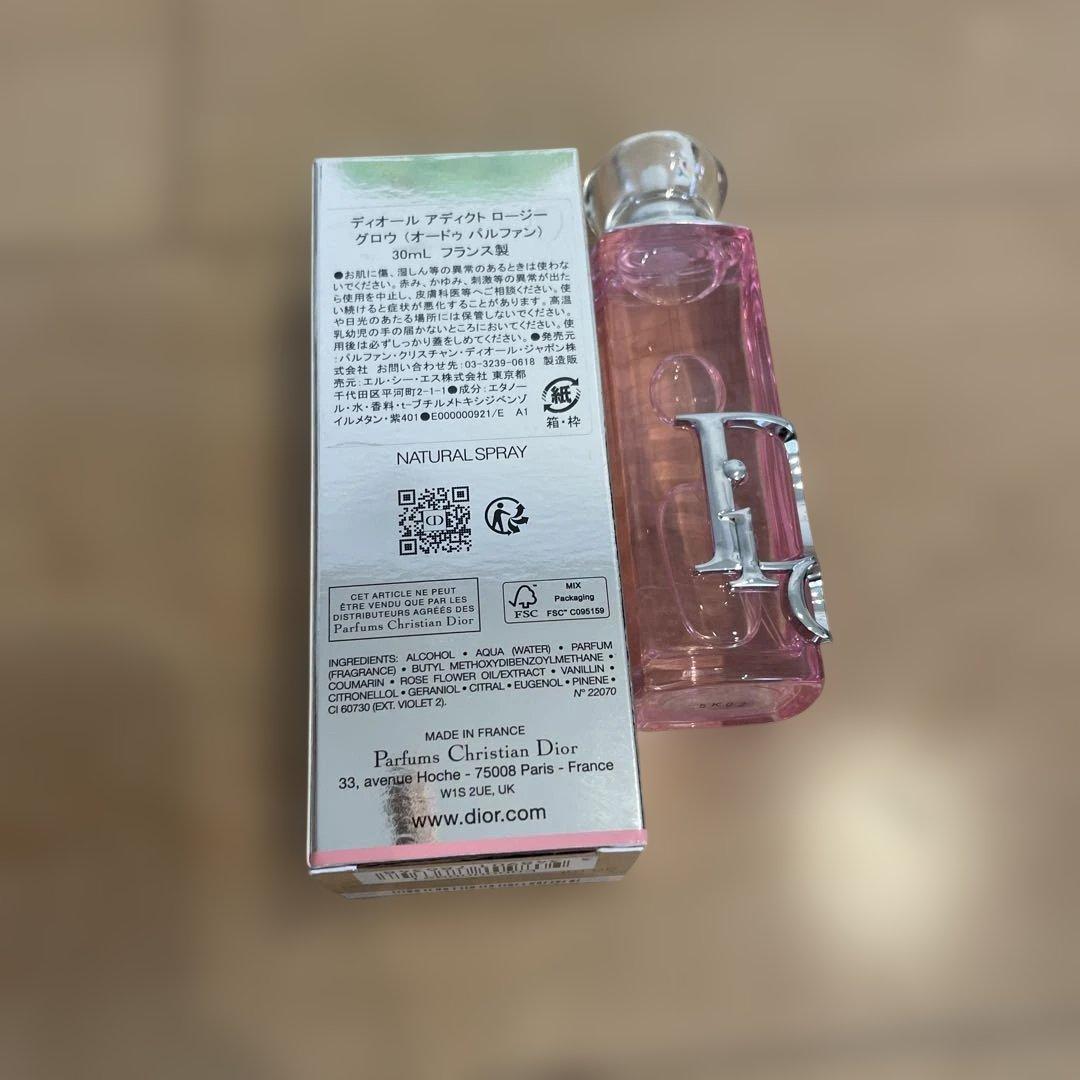 ディオール アディクト ロージー
グロウ（オードゥ パルファン）
30mL フランス製
●お肌に傷、湿しん等の異常のあるときは使わな
いでください。赤み、かゆみ、刺激等の異常が出た
ら使用を中止し、皮膚科医等へご相談ください。使
い続けると症状が悪化することがあります。高温
や日光のあたる場所には保管しないでください。
乳幼児の手の届かないところにおいてください。使
用後は必ずしっかり蓋をしめてください。●発売元
：パルファン・クリスチャン・ディオール・ジャポン株
式会社 お問い合わせ先：03-3239-0618 製造販
売元：エル・シー・エス株式会社 東京都
千代田区平河町2-1-1●成分：エタノー
ル・水・香料・t-ブチルメトキシジベンゾ
イルメタン・紫401●E000000921/E A1
紙
箱・枠
NATURAL SPRAY
CD
CET ARTICLE NE PEUT
ÊTRE VENDU QUE PAR LES
DISTRIBUTEURS AGRÉÉS DES
Parfums Christian Dior
FSC
MIX
Packaging
FSC™ C095159
INGREDIENTS: ALCOHOL • AQUA (WATER) • PARFUM
(FRAGRANCE) • BUTYL METHOXYDIBENZOYLMETHANE •
COUMARIN • ROSE FLOWER OIL/EXTRACT • VANILLIN •
CITRONELLOL • GERANIOL • CITRAL • EUGENOL • PINENE •
CI 60730 (EXT. VIOLET 2). N° 22070
MADE IN FRANCE
Parfums Christian Dior
33, avenue Hoche - 75008 Paris - France
W1S 2UE, UK
www.dior.com
Dio